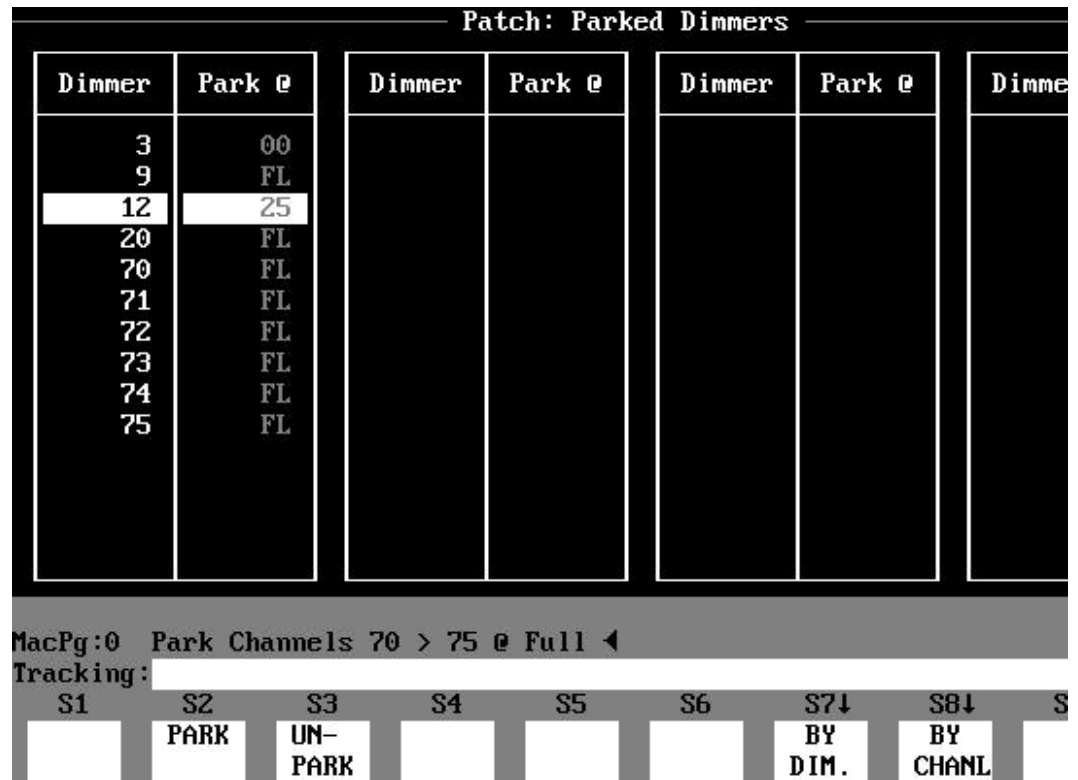 Patch: Parked Dimmers
Dimmer Park @ Dimmer Park @ Dimmer Park @ Dimme
3 00
9 FL
12 25
20 FL
70 FL
71 FL
72 FL
73 FL
74 FL
75 FL
MacPg:0 Park Channels 70 > 75 @ Full ◄
Tracking:
S1 S2 S3 S4 S5 S6 S7↓ S8↓ S
PARK UN- BY BY
PARK DIM. CHANL